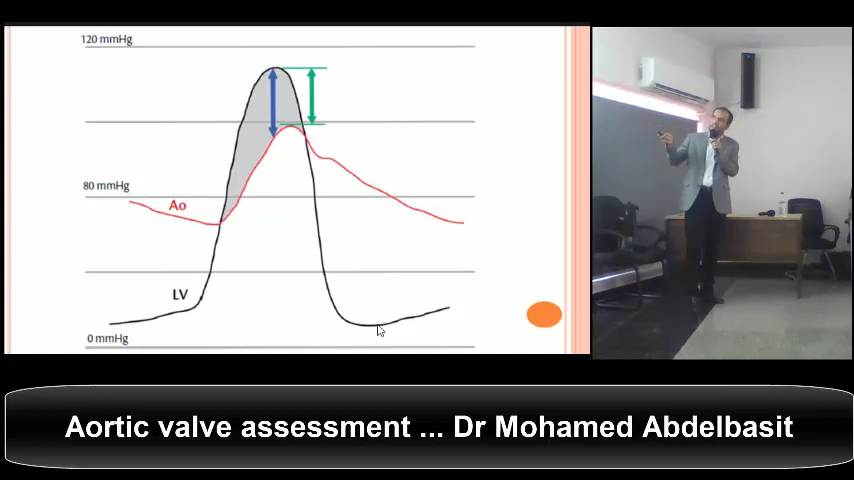 120 mmHg
80 mmHg
Ao
LV
0 mmHg
Aortic valve assessment ... Dr Mohamed Abdelbasit